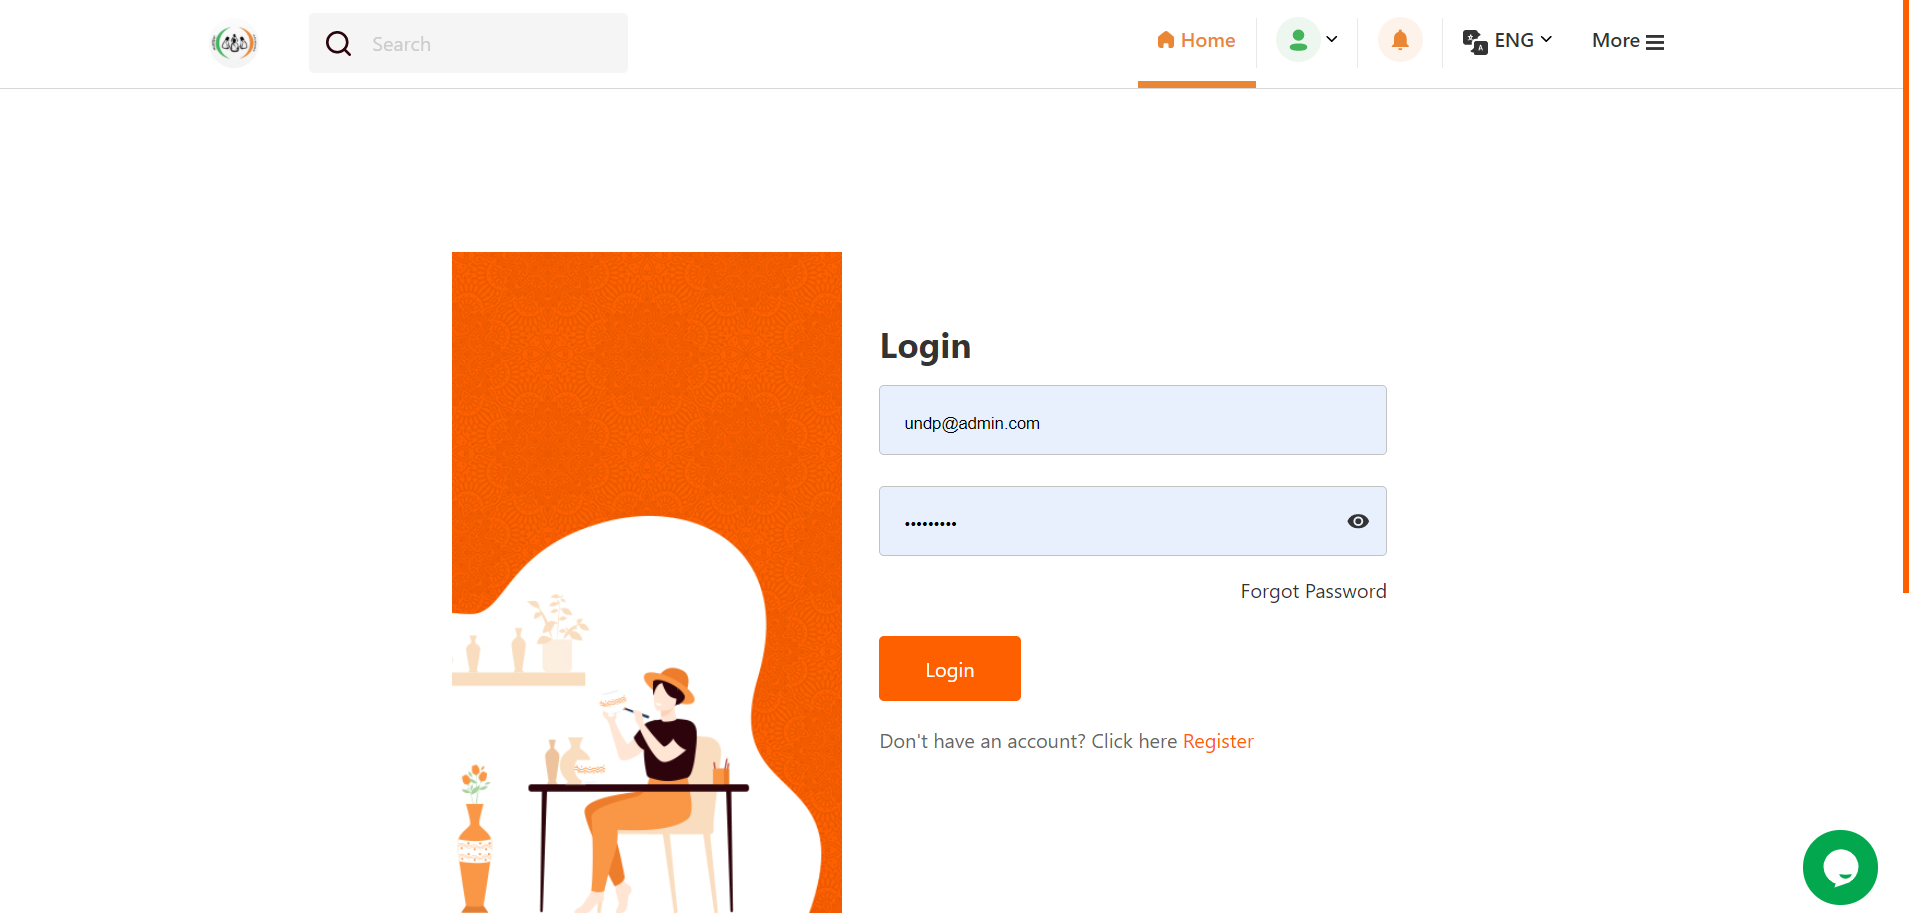 Search
Home
ENG
More
Login
undp@admin.com
•••••••••
Forgot Password
Login
Don't have an account? Click here Register